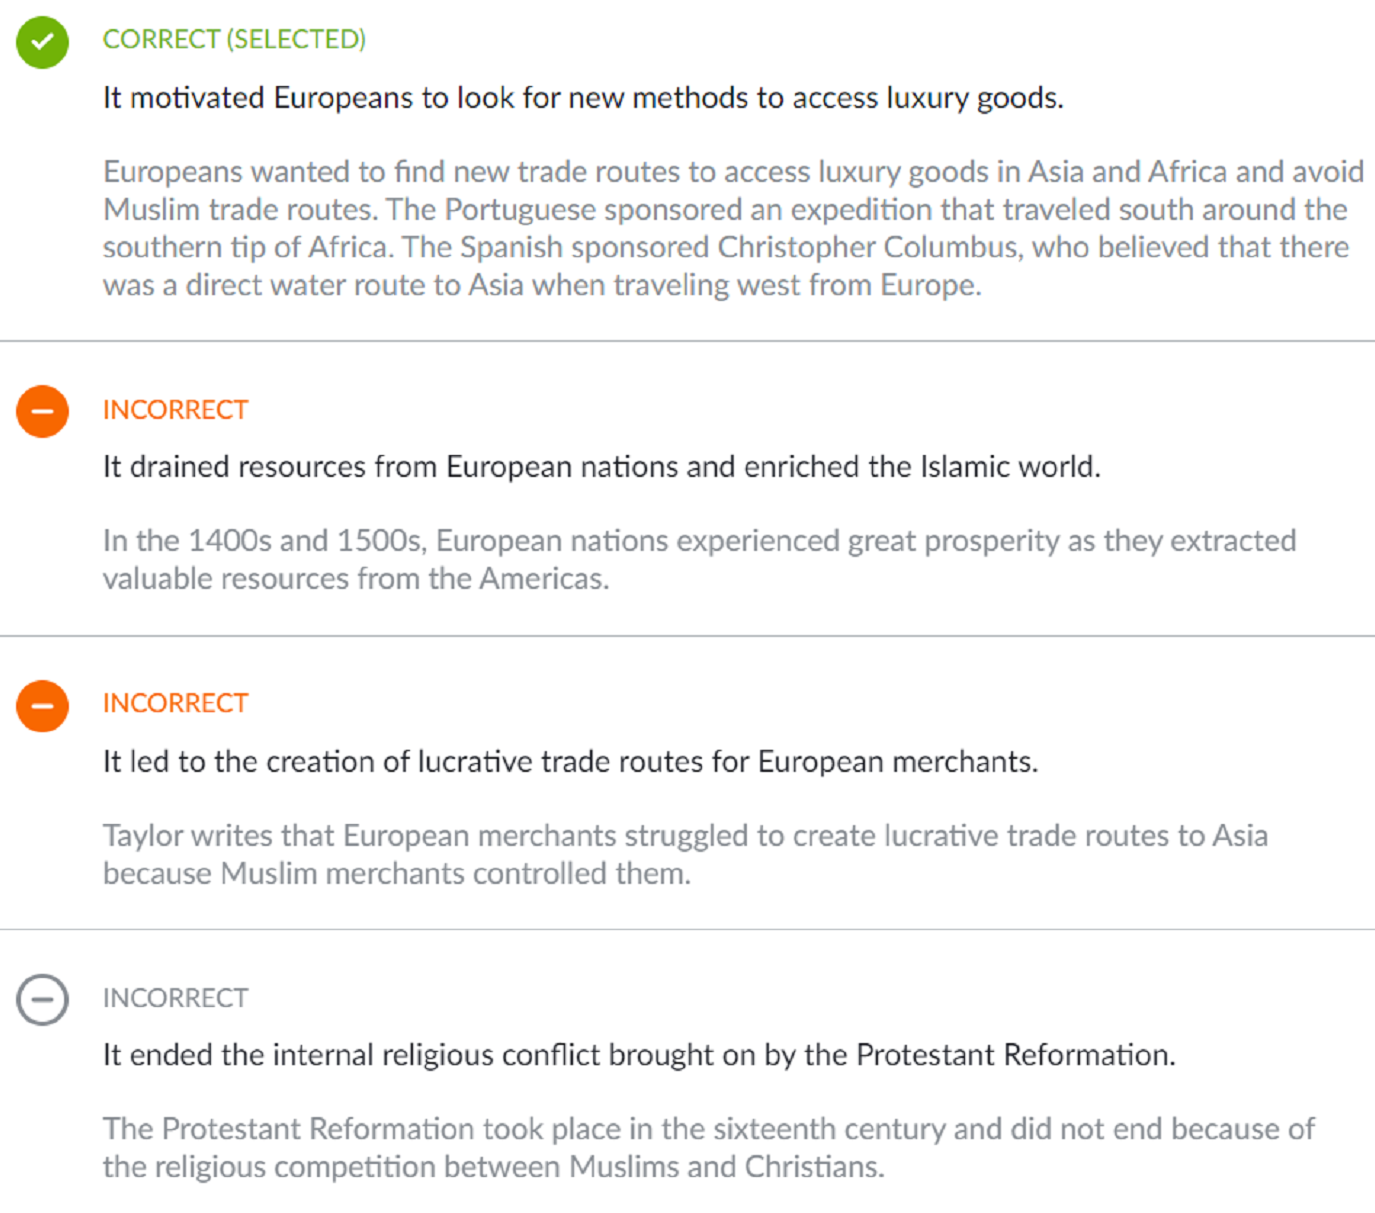 CORRECT (SELECTED)
It motivated Europeans to look for new methods to access luxury goods.
Europeans wanted to find new trade routes to access luxury goods in Asia and Africa and avoid
Muslim trade routes. The Portuguese sponsored an expedition that traveled south around the
southern tip of Africa. The Spanish sponsored Christopher Columbus, who believed that there
was a direct water route to Asia when traveling west from Europe.
INCORRECT
It drained resources from European nations and enriched the Islamic world.
In the 1400s and 1500s, European nations experienced great prosperity as they extracted
valuable resources from the Americas.
INCORRECT
It led to the creation of lucrative trade routes for European merchants.
Taylor writes that European merchants struggled to create lucrative trade routes to Asia
because Muslim merchants controlled them.
INCORRECT
It ended the internal religious conflict brought on by the Protestant Reformation.
The Protestant Reformation took place in the sixteenth century and did not end because of
the religious competition between Muslims and Christians.